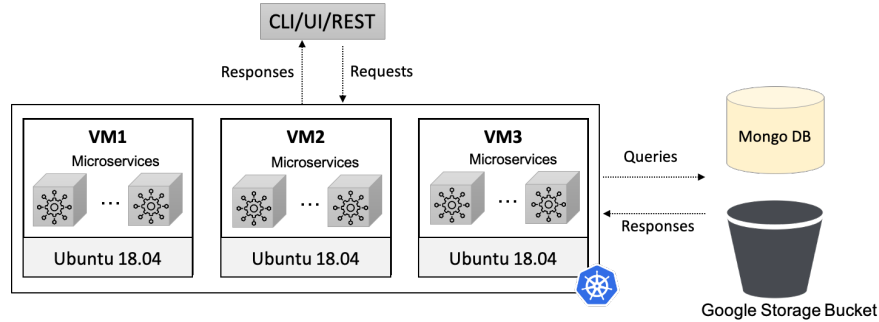 CLI/UI/REST
Responses
Requests
VM1
Microservices
...
Ubuntu 18.04
VM2
Microservices
...
Ubuntu 18.04
VM3
Microservices
...
Ubuntu 18.04
Queries
Responses
Mongo DB
Google Storage Bucket